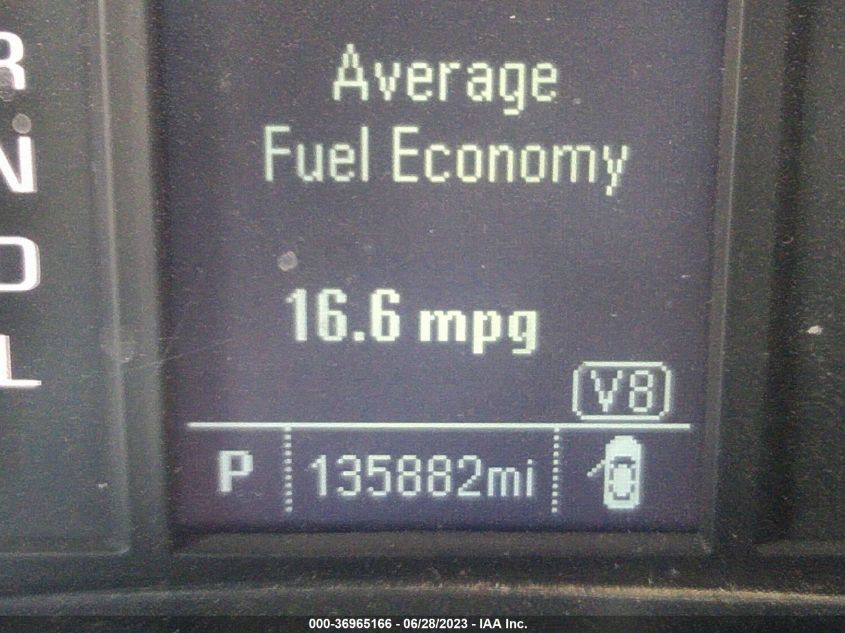 R
N
D
L
Average
Fuel Economy
16.6 mpg
V8
P
135882mi
000-36965166 - 06/28/2023 - IAA Inc.